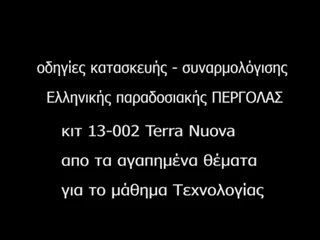 οδηγίες κατασκευής - συναρμολόγισης
Ελληνικής παραδοσιακής ΠΕΡΓΟΛΑΣ
κιτ 13-002 Terra Nuova
απο τα αγαπημένα θέματα
για το μάθημα Τεχνολογίας